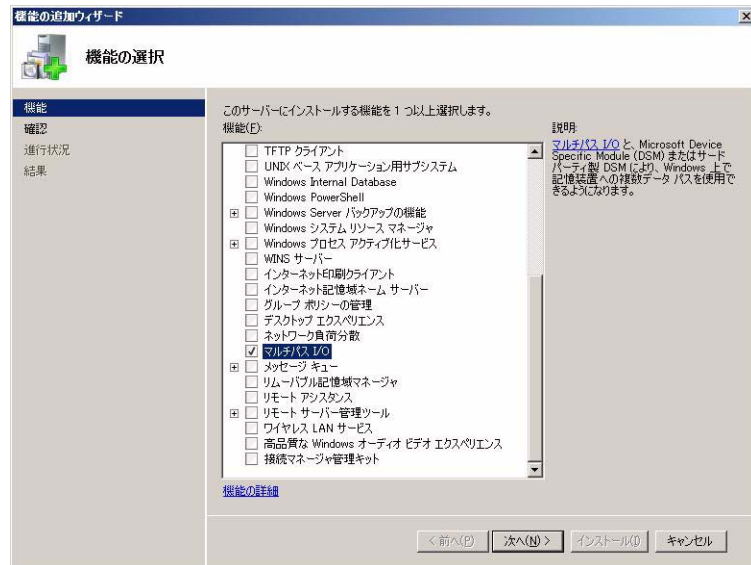 機能の追加ウィザード
機能の選択
機能
確認
進行状況
結果
このサーバーにインストールする機能を 1 つ以上選択します。
機能(F):
TFTP クライアント
UNIX ベース アプリケーション用サブシステム
Windows Internal Database
Windows PowerShell
Windows Server バックアップの機能
Windows システム リソース マネージャ
Windows プロセス アクティブ化サービス
WINS サーバー
インターネット印刷クライアント
インターネット記憶域ネーム サーバー
グループ ポリシーの管理
デスクトップ エクスペリエンス
ネットワーク負荷分散
マルチパス I/O
メッセージ キュー
リムーバブル記憶域マネージャ
リモート アシスタンス
リモート サーバー管理ツール
ワイヤレス LAN サービス
高品質な Windows オーディオ ビデオ エクスペリエンス
接続マネージャ管理キット
機能の詳細
説明:
マルチパス I/O と、Microsoft Device
Specific Module (DSM) またはサード
パーティ製 DSM により、Windows 上で
記憶装置への複数データ パスを使用で
きるようになります。
< 前へ(P)
次へ(N) >
インストール(I)
キャンセル